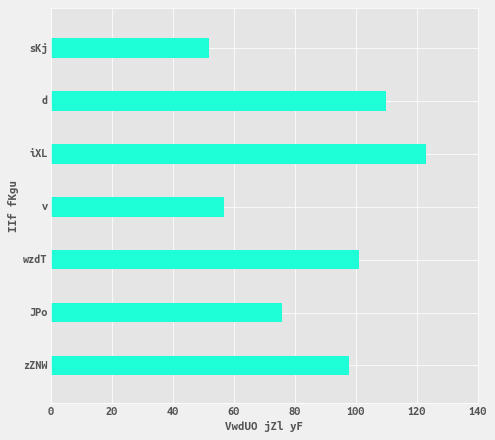 sKj
d
iXL
v
wzdT
JPo
zZNW
IIf fKgu
0 20 40 60 80 100 120 140
VwdUO jZl yF